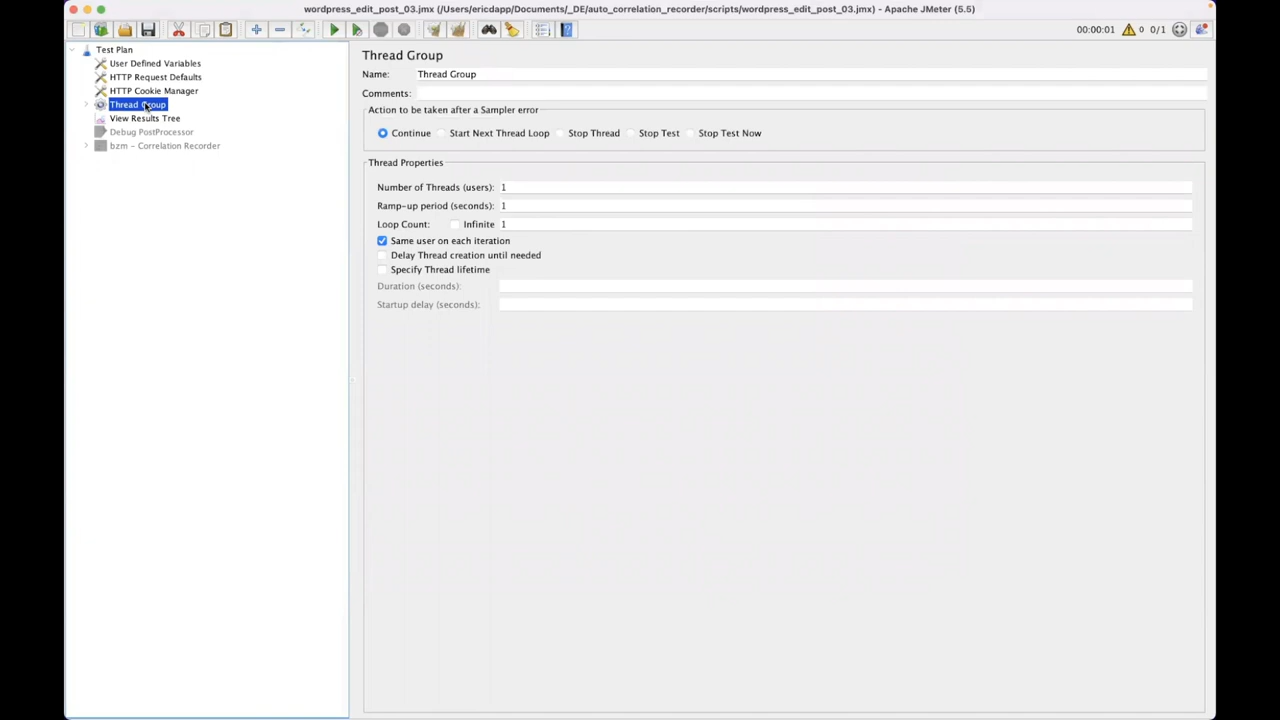 wordpress_edit_post_03.jmx (/Users/ericdapp/Documents/_DE/auto_correlation_recorder/scripts/wordpress_edit_post_03.jmx) - Apache JMeter (5.5)
00:00:01 0 0/1
Test Plan
User Defined Variables
HTTP Request Defaults
HTTP Cookie Manager
Thread Group
View Results Tree
Debug PostProcessor
bzm - Correlation Recorder
Thread Group
Name: Thread Group
Comments:
Action to be taken after a Sampler error
Continue Start Next Thread Loop Stop Thread Stop Test Stop Test Now
Thread Properties
Number of Threads (users): 1
Ramp-up period (seconds): 1
Loop Count: Infinite 1
Same user on each iteration
Delay Thread creation until needed
Specify Thread lifetime
Duration (seconds):
Startup delay (seconds):